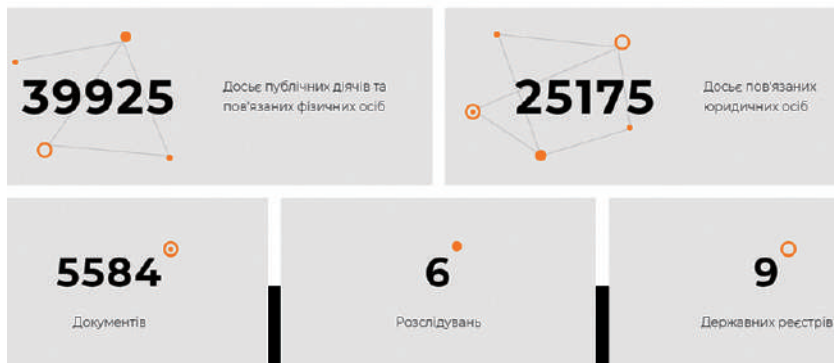 39925
Досьє публічних діячів та
пов'язаних фізичних осіб
25175
Досьє пов'язаних
юридичних осіб
5584
Документів
6
Розслідувань
9
Державних реєстрів